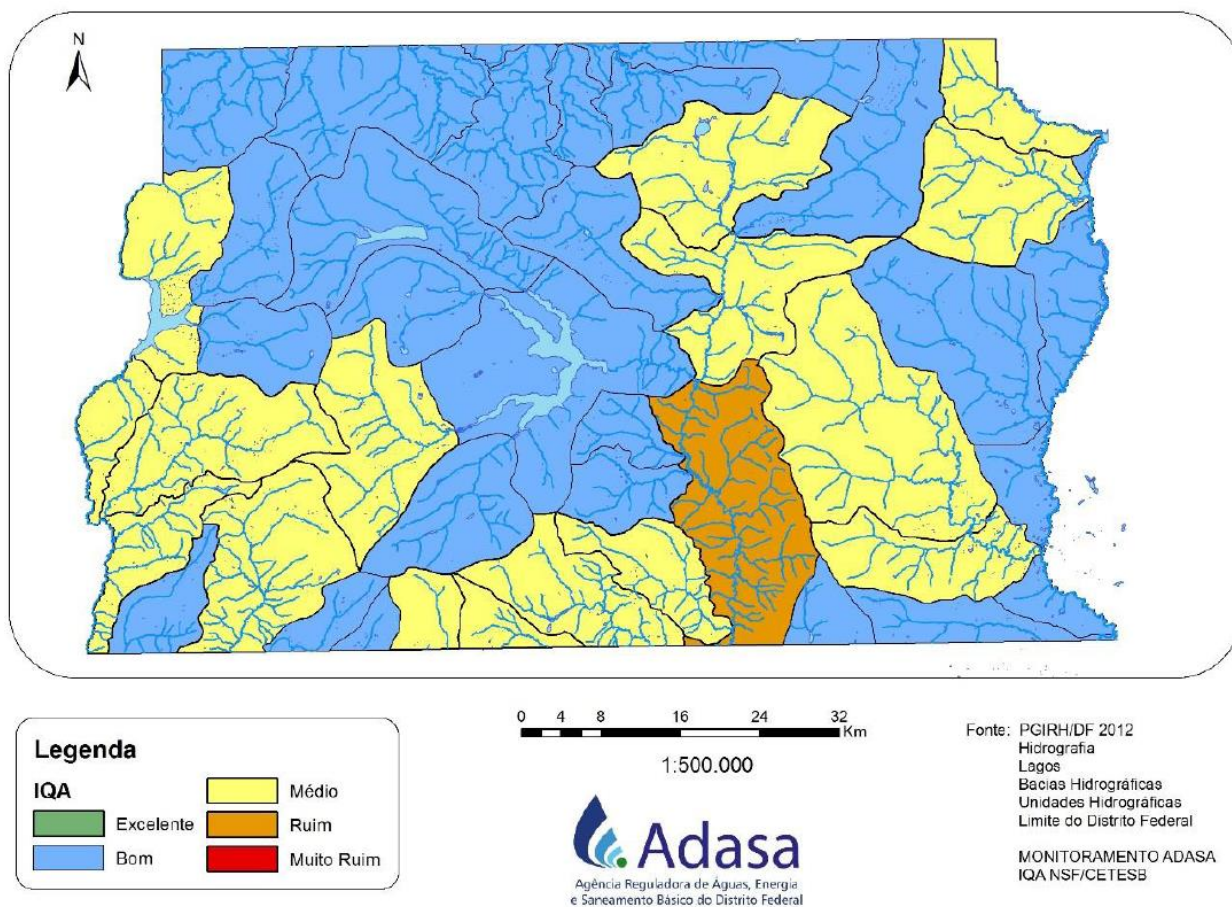 N
Legenda
IQA
Excelente
Bom
Médio
Ruim
Muito Ruim
0 4 8 16 24 32
Km
1:500.000
Adasa
Agência Reguladora de Águas, Energia
e Saneamento Básico do Distrito Federal
Fonte: PGIRH/DF 2012
Hidrografia
Lagos
Bacias Hidrográficas
Unidades Hidrográficas
Limite do Distrito Federal
MONITORAMENTO ADASA
IQA NSF/CETESB